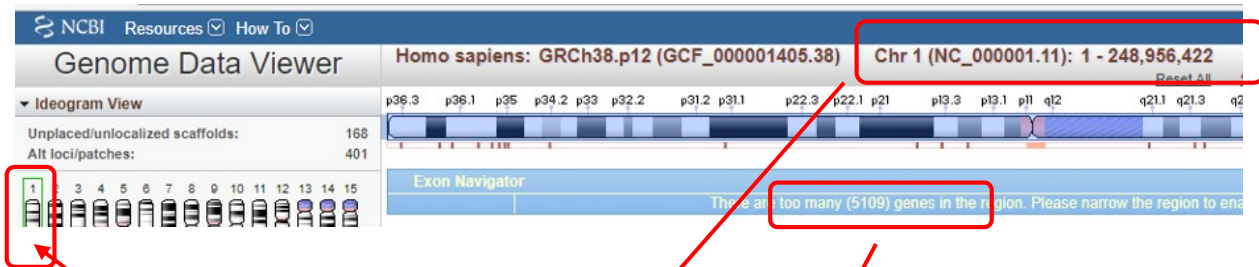 NCBI Resources How To
Genome Data Viewer
Homo sapiens: GRCh38.p12 (GCF_000001405.38) Chr 1 (NC_000001.11): 1 - 248,956,422
Reset All
Ideogram View
Unplaced/unlocalized scaffolds: 168
Alt loci/patches: 401
1 2 3 4 5 6 7 8 9 10 11 12 13 14 15
p36.3 p36.1 p35 p34.2 p33 p32.2 p31.2 p31.1 p22.3 p22.1 p21 p13.3 p13.1 p11 q12 q21.1 q21.3
Exon Navigator
There are too many (5109) genes in the region. Please narrow the region to